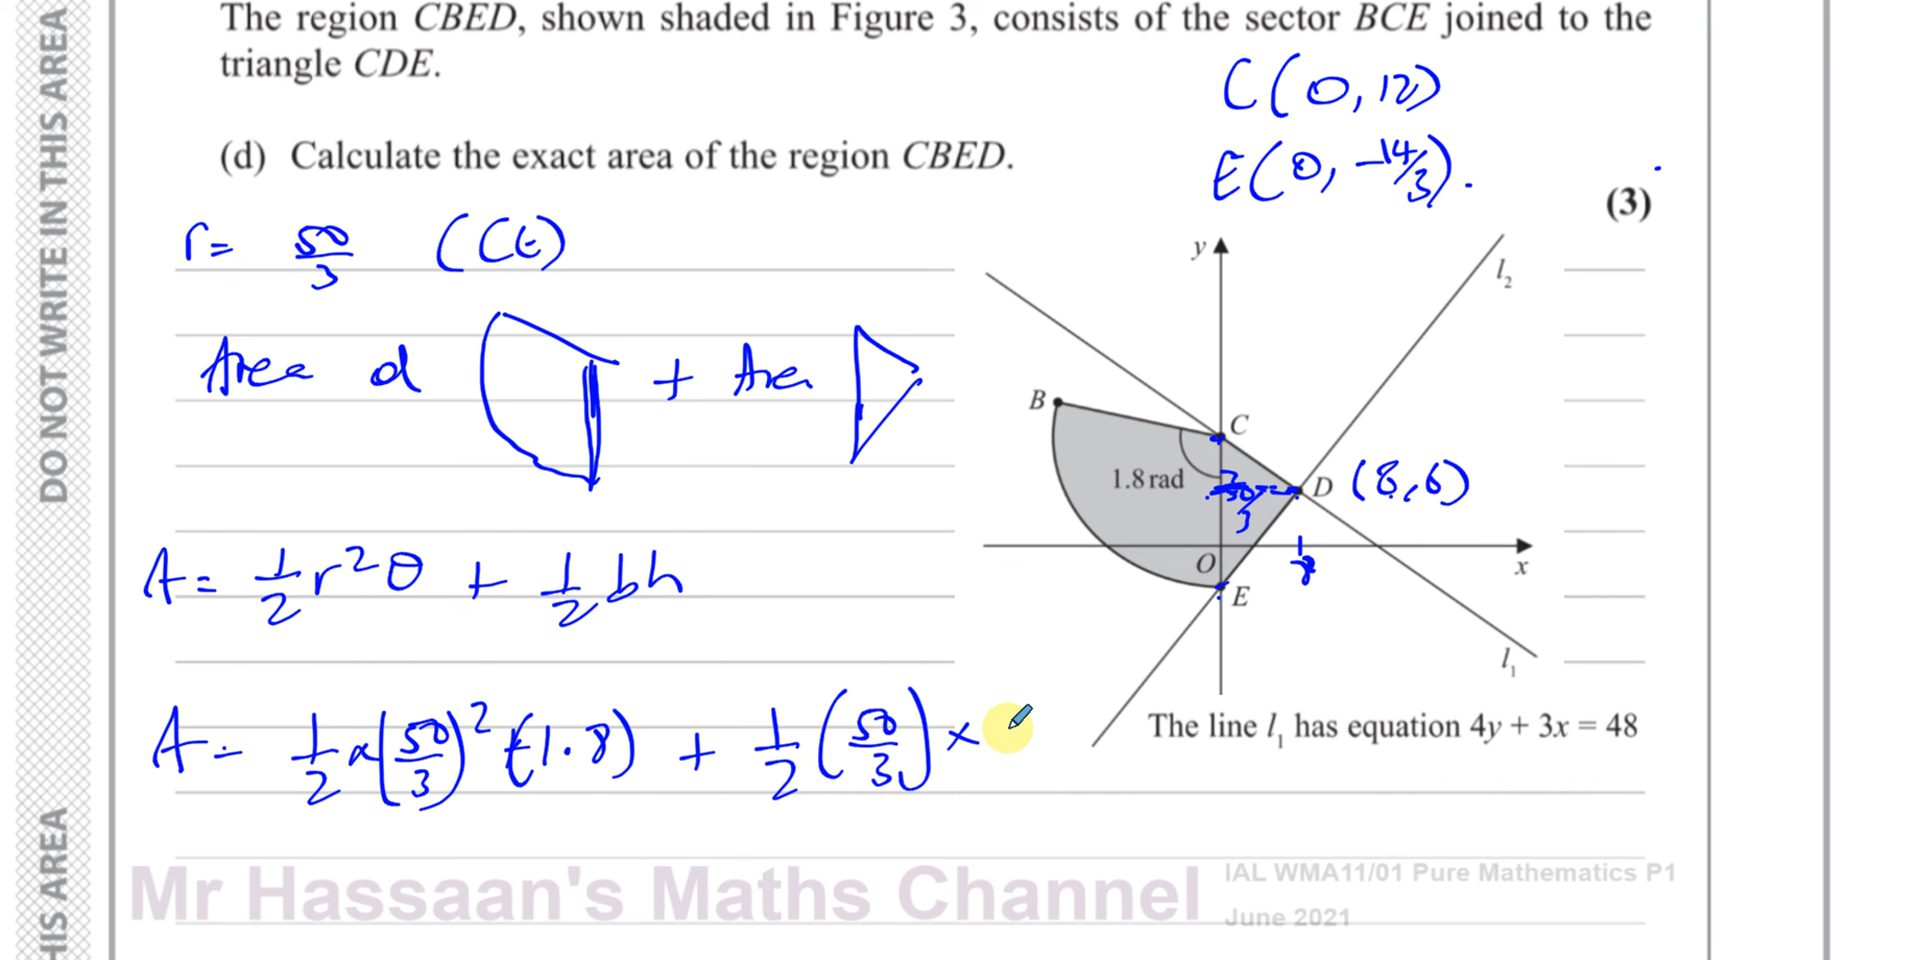 The region CBED, shown shaded in Figure 3, consists of the sector BCE joined to the
triangle CDE.
C(0,12)
(d) Calculate the exact area of the region CBED.
E(0, -14/3).
(3)
r= 50/3 (CE)
y
l₂
Area of + Area
B
C
1.8 rad
50/3
D (8,6)
O
8
x
E
A= 1/2 r²θ + 1/2 bh
l₁
A= 1/2 x(50/3)² (1.8) + 1/2 (50/3) ×
The line l₁ has equation 4y + 3x = 48
Mr Hassaan's Maths Channel
IAL WMA11/01 Pure Mathematics P1
June 2021
DO NOT WRITE IN THIS AREA
HIS AREA